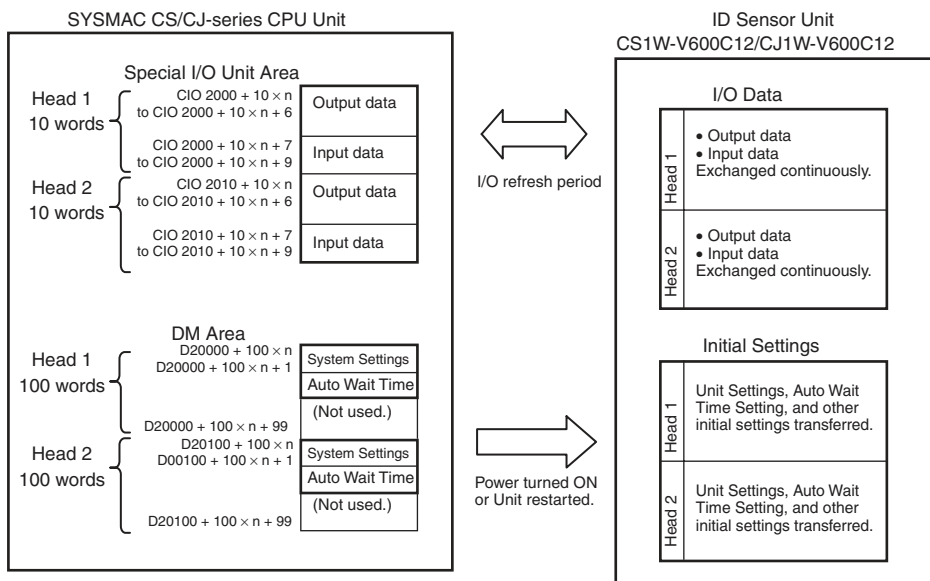 SYSMAC CS/CJ-series CPU Unit
Special I/O Unit Area
Head 1
10 words
CIO 2000 + 10 × n
to CIO 2000 + 10 × n + 6
Output data
CIO 2000 + 10 × n + 7
to CIO 2000 + 10 × n + 9
Input data
Head 2
10 words
CIO 2010 + 10 × n
to CIO 2010 + 10 × n + 6
Output data
CIO 2010 + 10 × n + 7
to CIO 2010 + 10 × n + 9
Input data
DM Area
Head 1
100 words
D20000 + 100 × n
D20000 + 100 × n + 1
System Settings
Auto Wait Time
(Not used.)
D20000 + 100 × n + 99
Head 2
100 words
D20100 + 100 × n
D00100 + 100 × n + 1
System Settings
Auto Wait Time
(Not used.)
D20100 + 100 × n + 99
I/O refresh period
Power turned ON
or Unit restarted.
ID Sensor Unit
CS1W-V600C12/CJ1W-V600C12
I/O Data
Head 1
• Output data
• Input data
Exchanged continuously.
Head 2
• Output data
• Input data
Exchanged continuously.
Initial Settings
Head 1
Unit Settings, Auto Wait
Time Setting, and other
initial settings transferred.
Head 2
Unit Settings, Auto Wait
Time Setting, and other
initial settings transferred.